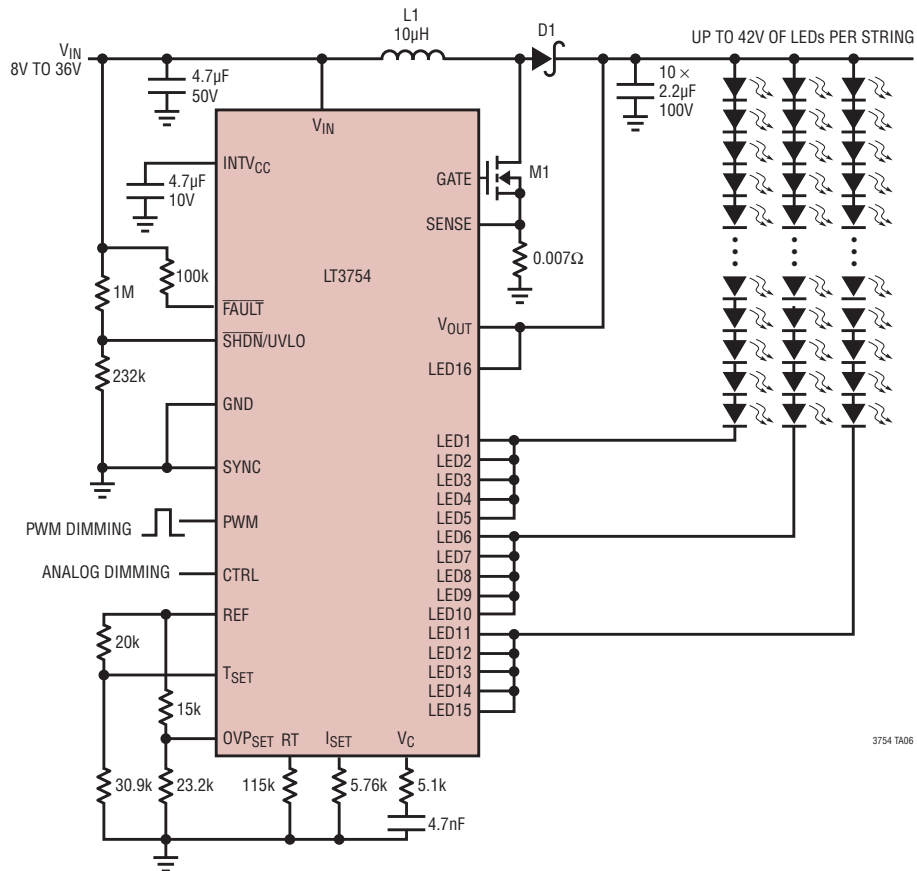 L1
10µH
D1
UP TO 42V OF LEDs PER STRING
VIN
8V TO 36V
4.7µF
50V
10 ×
2.2µF
100V
VIN
INTVCC
4.7µF
10V
GATE
M1
SENSE
0.007Ω
LT3754
100k
1M
FAULT
VOUT
SHDN/UVLO
LED16
232k
GND
LED1
LED2
SYNC
LED3
LED4
LED5
PWM DIMMING
PWM
LED6
LED7
ANALOG DIMMING
CTRL
LED8
LED9
LED10
REF
LED11
20k
LED12
LED13
TSET
LED14
15k
LED15
OVPSET
RT
ISET
VC
3754 TA06
30.9k
23.2k
115k
5.76k
5.1k
4.7nF